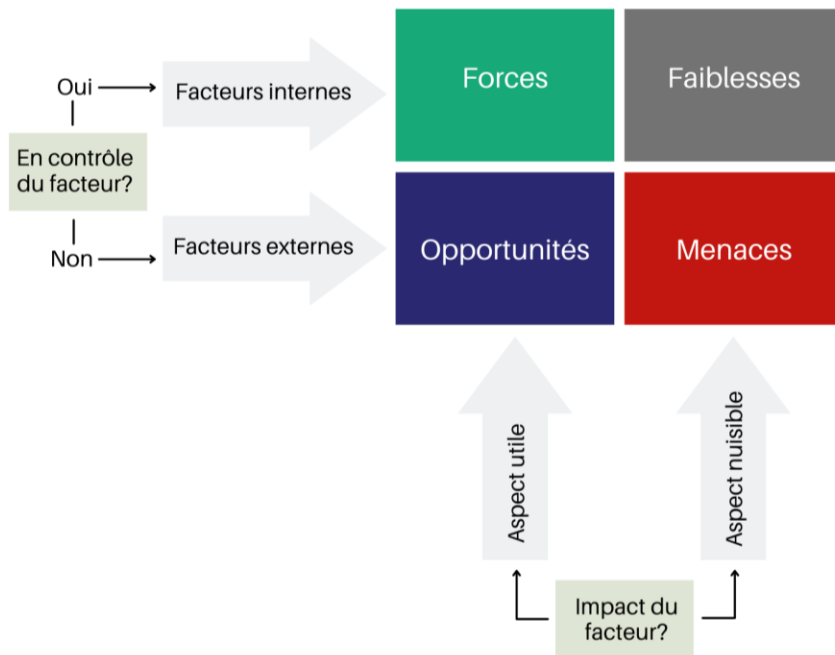 Forces
Faiblesses
Oui
Facteurs internes
En contrôle
du facteur?
Non
Facteurs externes
Opportunités
Menaces
Aspect utile
Aspect nuisible
Impact du
facteur?